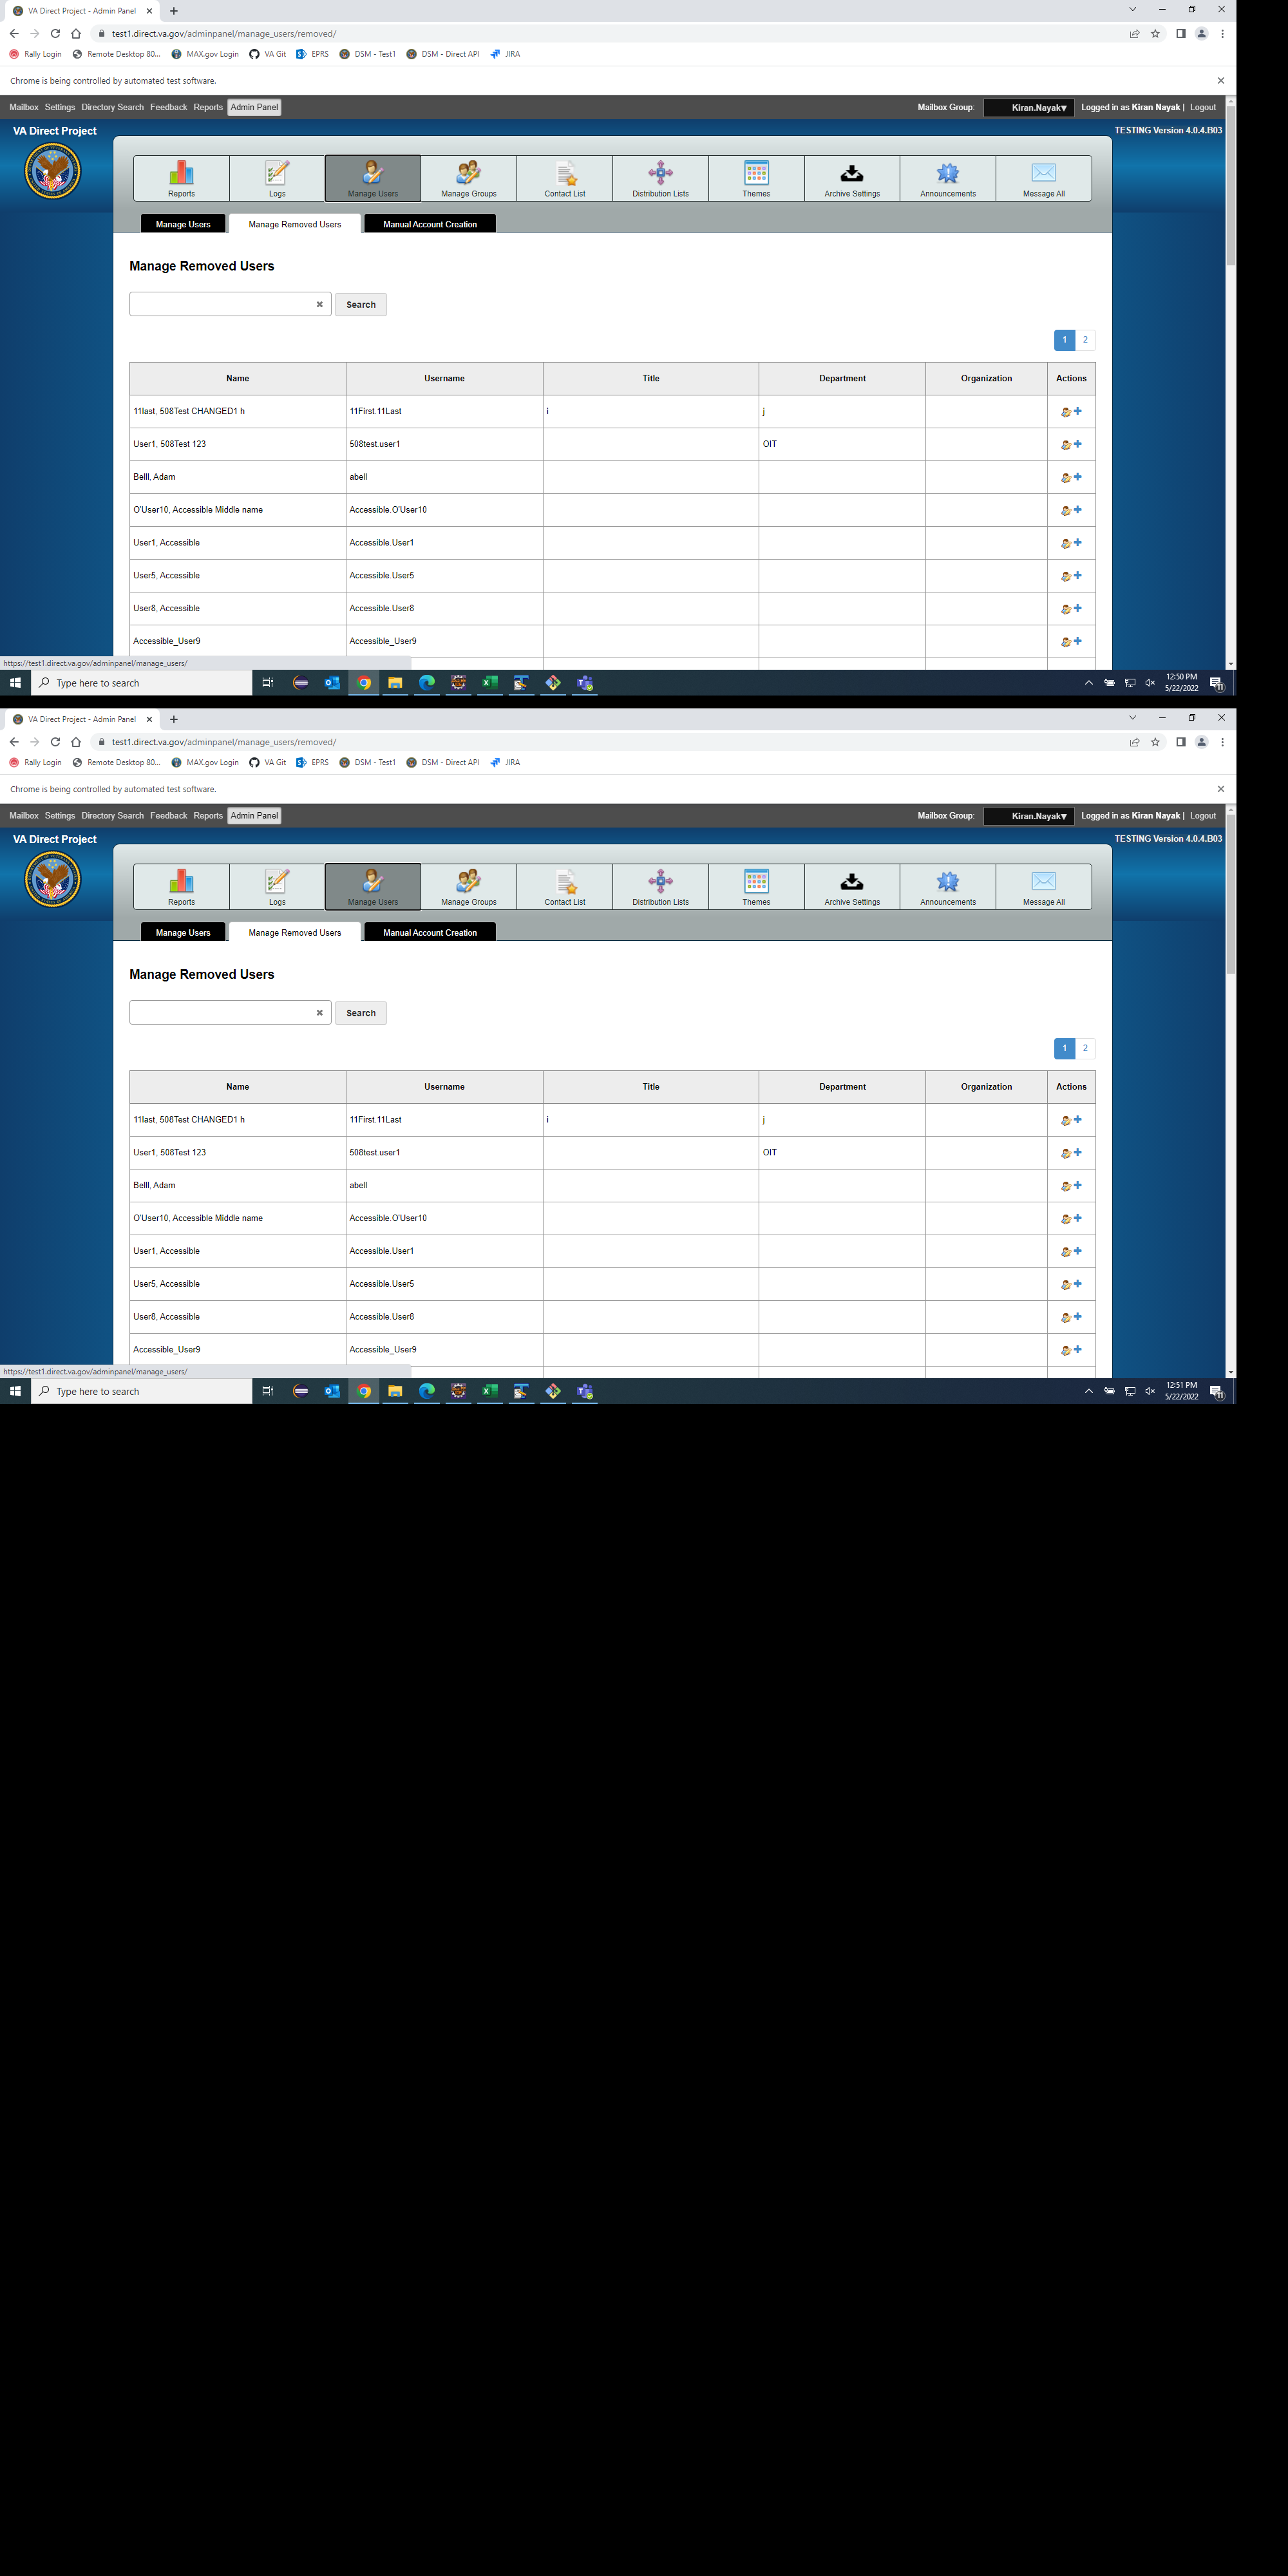 VA Direct Project - Admin Panel
test1.direct.va.gov/adminpanel/manage_users/removed/
Rally Login Remote Desktop 80... MAX.gov Login VA Git EPRS DSM - Test1 DSM - Direct API JIRA
Chrome is being controlled by automated test software.
Mailbox Settings Directory Search Feedback Reports Admin Panel Mailbox Group: Kiran.Nayak▼ Logged in as Kiran Nayak | Logout
VA Direct Project TESTING Version 4.0.4.B03
Reports Logs Manage Users Manage Groups Contact List Distribution Lists Themes Archive Settings Announcements Message All
Manage Users Manage Removed Users Manual Account Creation
Manage Removed Users
Search
1 2
Name Username Title Department Organization Actions
11last, 508Test CHANGED1 h 11First.11Last i j
User1, 508Test 123 508test.user1 OIT
Belll, Adam abell
O'User10, Accessible Middle name Accessible.O'User10
User1, Accessible Accessible.User1
User5, Accessible Accessible.User5
User8, Accessible Accessible.User8
Accessible_User9 Accessible_User9
https://test1.direct.va.gov/adminpanel/manage_users/
Type here to search 12:50 PM
5/22/2022 11
VA Direct Project - Admin Panel
test1.direct.va.gov/adminpanel/manage_users/removed/
Rally Login Remote Desktop 80... MAX.gov Login VA Git EPRS DSM - Test1 DSM - Direct API JIRA
Chrome is being controlled by automated test software.
Mailbox Settings Directory Search Feedback Reports Admin Panel Mailbox Group: Kiran.Nayak▼ Logged in as Kiran Nayak | Logout
VA Direct Project TESTING Version 4.0.4.B03
Reports Logs Manage Users Manage Groups Contact List Distribution Lists Themes Archive Settings Announcements Message All
Manage Users Manage Removed Users Manual Account Creation
Manage Removed Users
Search
1 2
Name Username Title Department Organization Actions
11last, 508Test CHANGED1 h 11First.11Last i j
User1, 508Test 123 508test.user1 OIT
Belll, Adam abell
O'User10, Accessible Middle name Accessible.O'User10
User1, Accessible Accessible.User1
User5, Accessible Accessible.User5
User8, Accessible Accessible.User8
Accessible_User9 Accessible_User9
https://test1.direct.va.gov/adminpanel/manage_users/
Type here to search 12:51 PM
5/22/2022 11